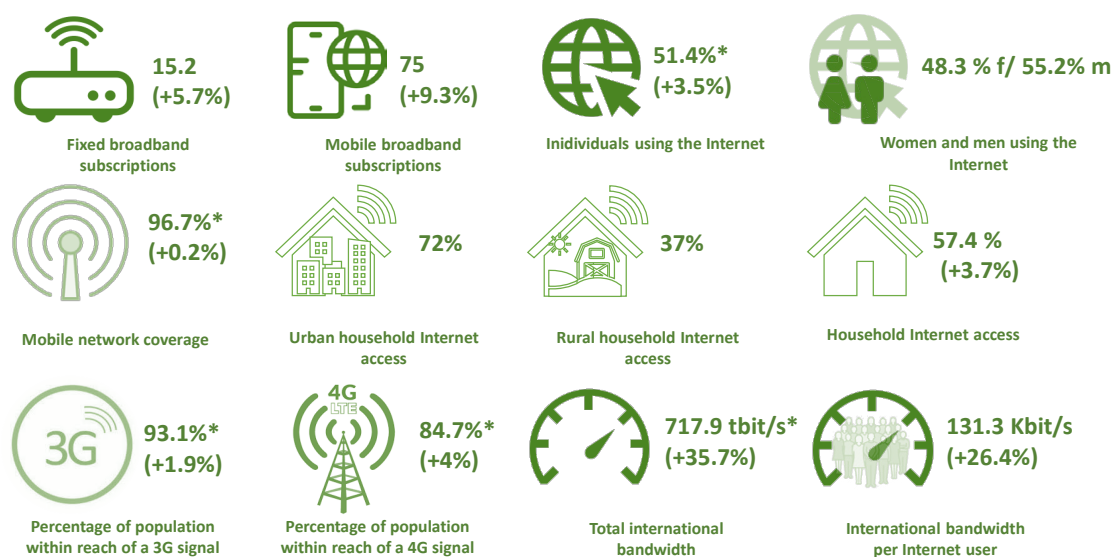 15.2
(+5.7%)
Fixed broadband
subscriptions
75
(+9.3%)
Mobile broadband
subscriptions
51.4%*
(+3.5%)
Inidividuals using the Internet
48.3 % f/ 55.2% m
Women and men using the
Internet
96.7%*
(+0.2%)
Mobile network coverage
72%
Urban household Internet
access
37%
Rural household Internet
access
57.4 %
(+3.7%)
Household Internet access
3G
93.1%*
(+1.9%)
Percentage of population
within reach of a 3G signal
4G
LTE
84.7%*
(+4%)
Percentage of population
within reach of a 4G signal
717.9 tbit/s*
(+35.7%)
Total international
bandwidth
131.3 Kbit/s
(+26.4%)
International bandwidth
per Internet user